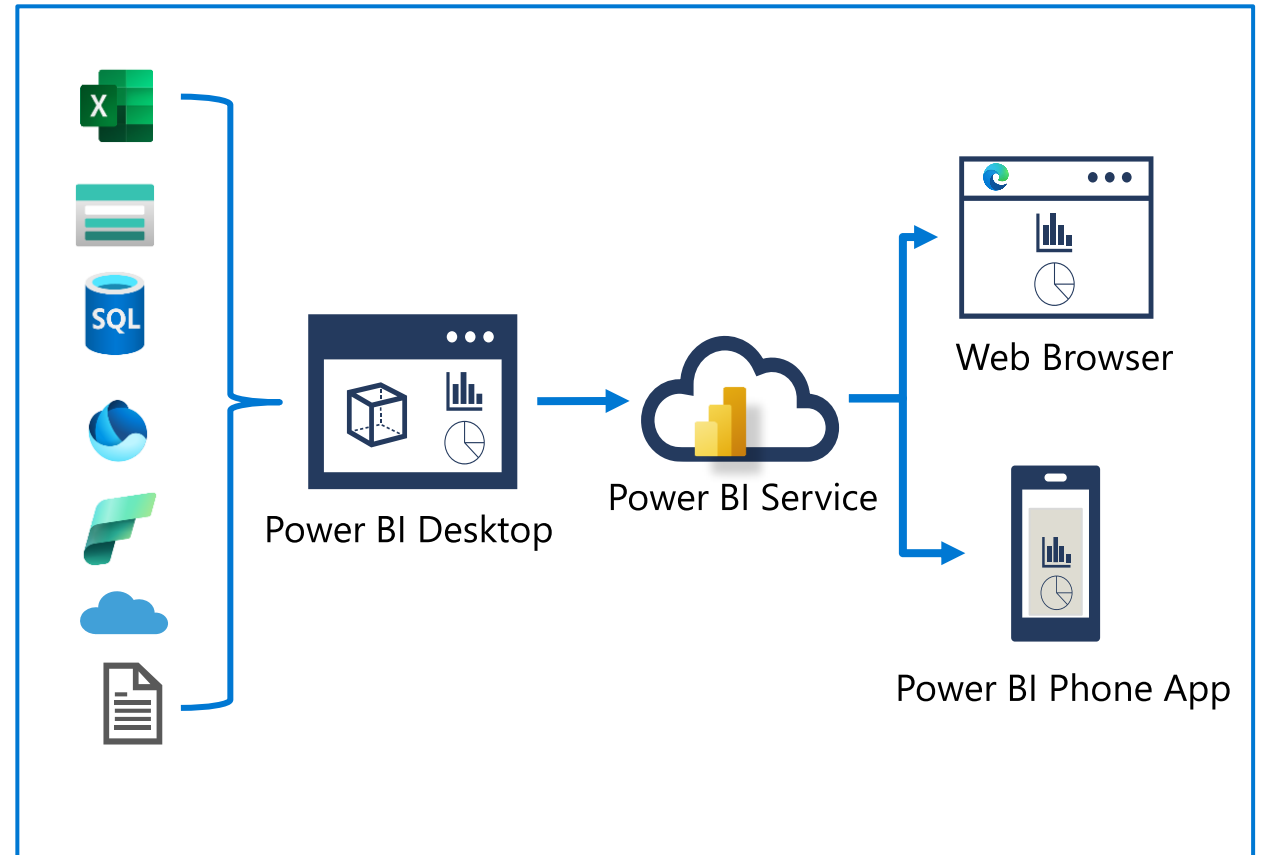 X
SQL
Web Browser
Power BI Desktop
Power BI Service
Power BI Phone App